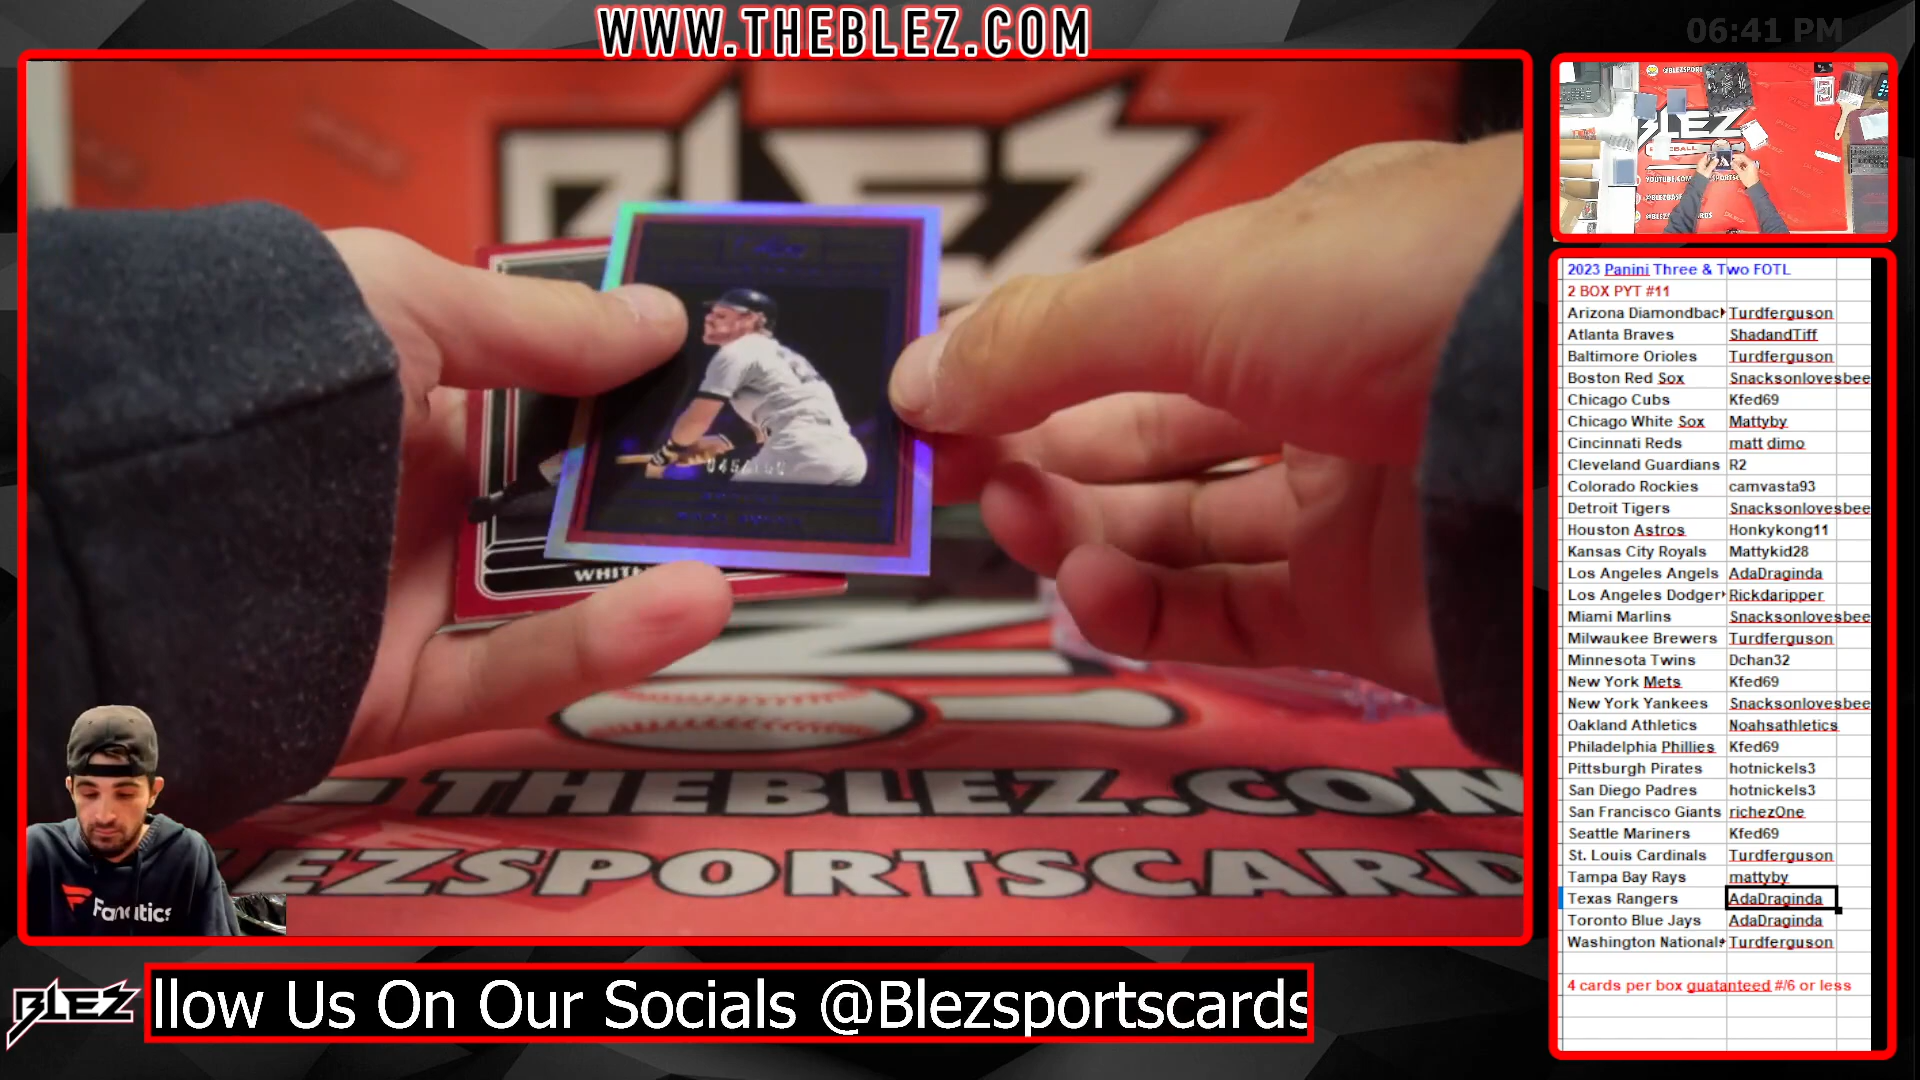 WWW.THEBLEZ.COM
06:41 PM
BLEZ
WHITE
THEBLEZ.COM
LEZSPORTSCARD
Fanatics
BLEZ
2023 Panini Three & Two FOTL
2 BOX PYT #11
Arizona Diamondbac Turdferguson
Atlanta Braves ShadandTiff
Baltimore Orioles Turdferguson
Boston Red Sox Snacksonlovesbee
Chicago Cubs Kfed69
Chicago White Sox Mattyby
Cincinnati Reds matt dimo
Cleveland Guardians R2
Colorado Rockies camvasta93
Detroit Tigers Snacksonlovesbee
Houston Astros Honkykong11
Kansas City Royals Mattykid28
Los Angeles Angels AdaDraginda
Los Angeles Dodger Rickdaripper
Miami Marlins Snacksonlovesbee
Milwaukee Brewers Turdferguson
Minnesota Twins Dchan32
New York Mets Kfed69
New York Yankees Snacksonlovesbee
Oakland Athletics Noahsathletics
Philadelphia Phillies Kfed69
Pittsburgh Pirates hotnickels3
San Diego Padres hotnickels3
San Francisco Giants richezOne
Seattle Mariners Kfed69
St. Louis Cardinals Turdferguson
Tampa Bay Rays mattyby
Texas Rangers AdaDraginda
Toronto Blue Jays AdaDraginda
Washington Nationals Turdferguson
4 cards per box guatanteed #/6 or less
BLEZ
llow Us On Our Socials @Blezsportscards